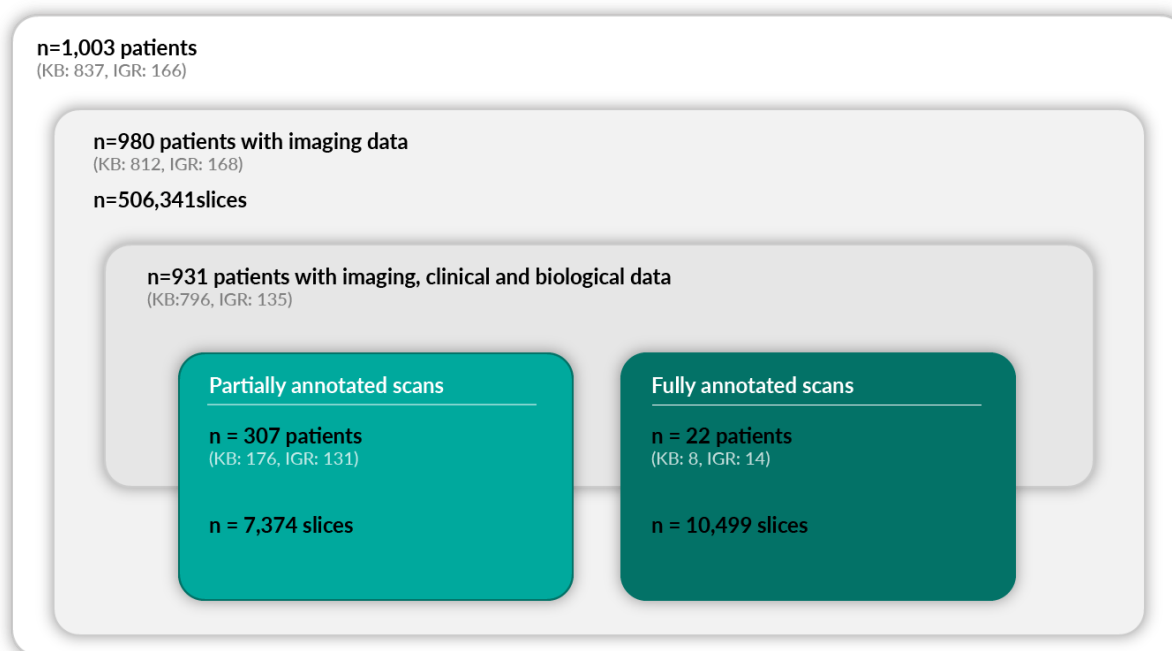 n=1,003 patients
(KB: 837, IGR: 166)
n=980 patients with imaging data
(KB: 812, IGR: 168)
n=506,341slices
n=931 patients with imaging, clinical and biological data
(KB:796, IGR: 135)
Partially annotated scans
n = 307 patients
(KB: 176, IGR: 131)
n = 7,374 slices
Fully annotated scans
n = 22 patients
(KB: 8, IGR: 14)
n = 10,499 slices